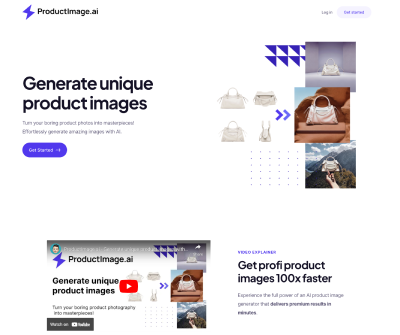 ProductImage.ai
Log in
Get started
Generate unique
product images
Turn your boring product photos into masterpieces!
Effortlessly generate amazing images with AI.
Get Started →
ProductImage.ai
Generate unique
product images
Turn your boring product photography
into masterpieces!
Watch on YouTube
VIDEO EXPLAINER
Get profi product
images 100x faster
Experience the full power of an AI product image
generator that delivers premium results in
minutes.